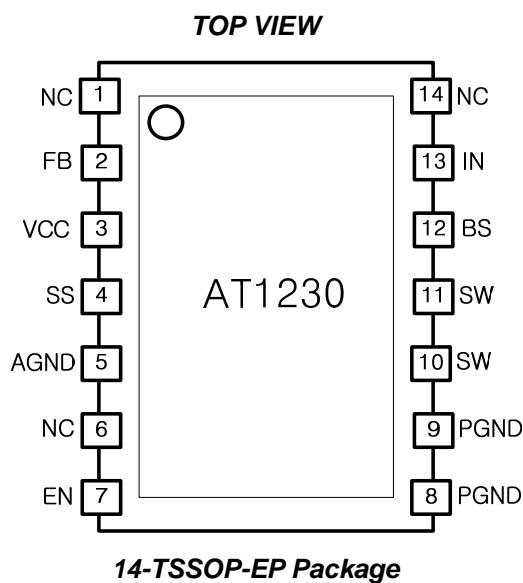 TOP VIEW
NC 1 14 NC
FB 2 13 IN
VCC 3 12 BS
SS 4 11 SW
AT1230
AGND 5 10 SW
NC 6 9 PGND
EN 7 8 PGND
14-TSSOP-EP Package